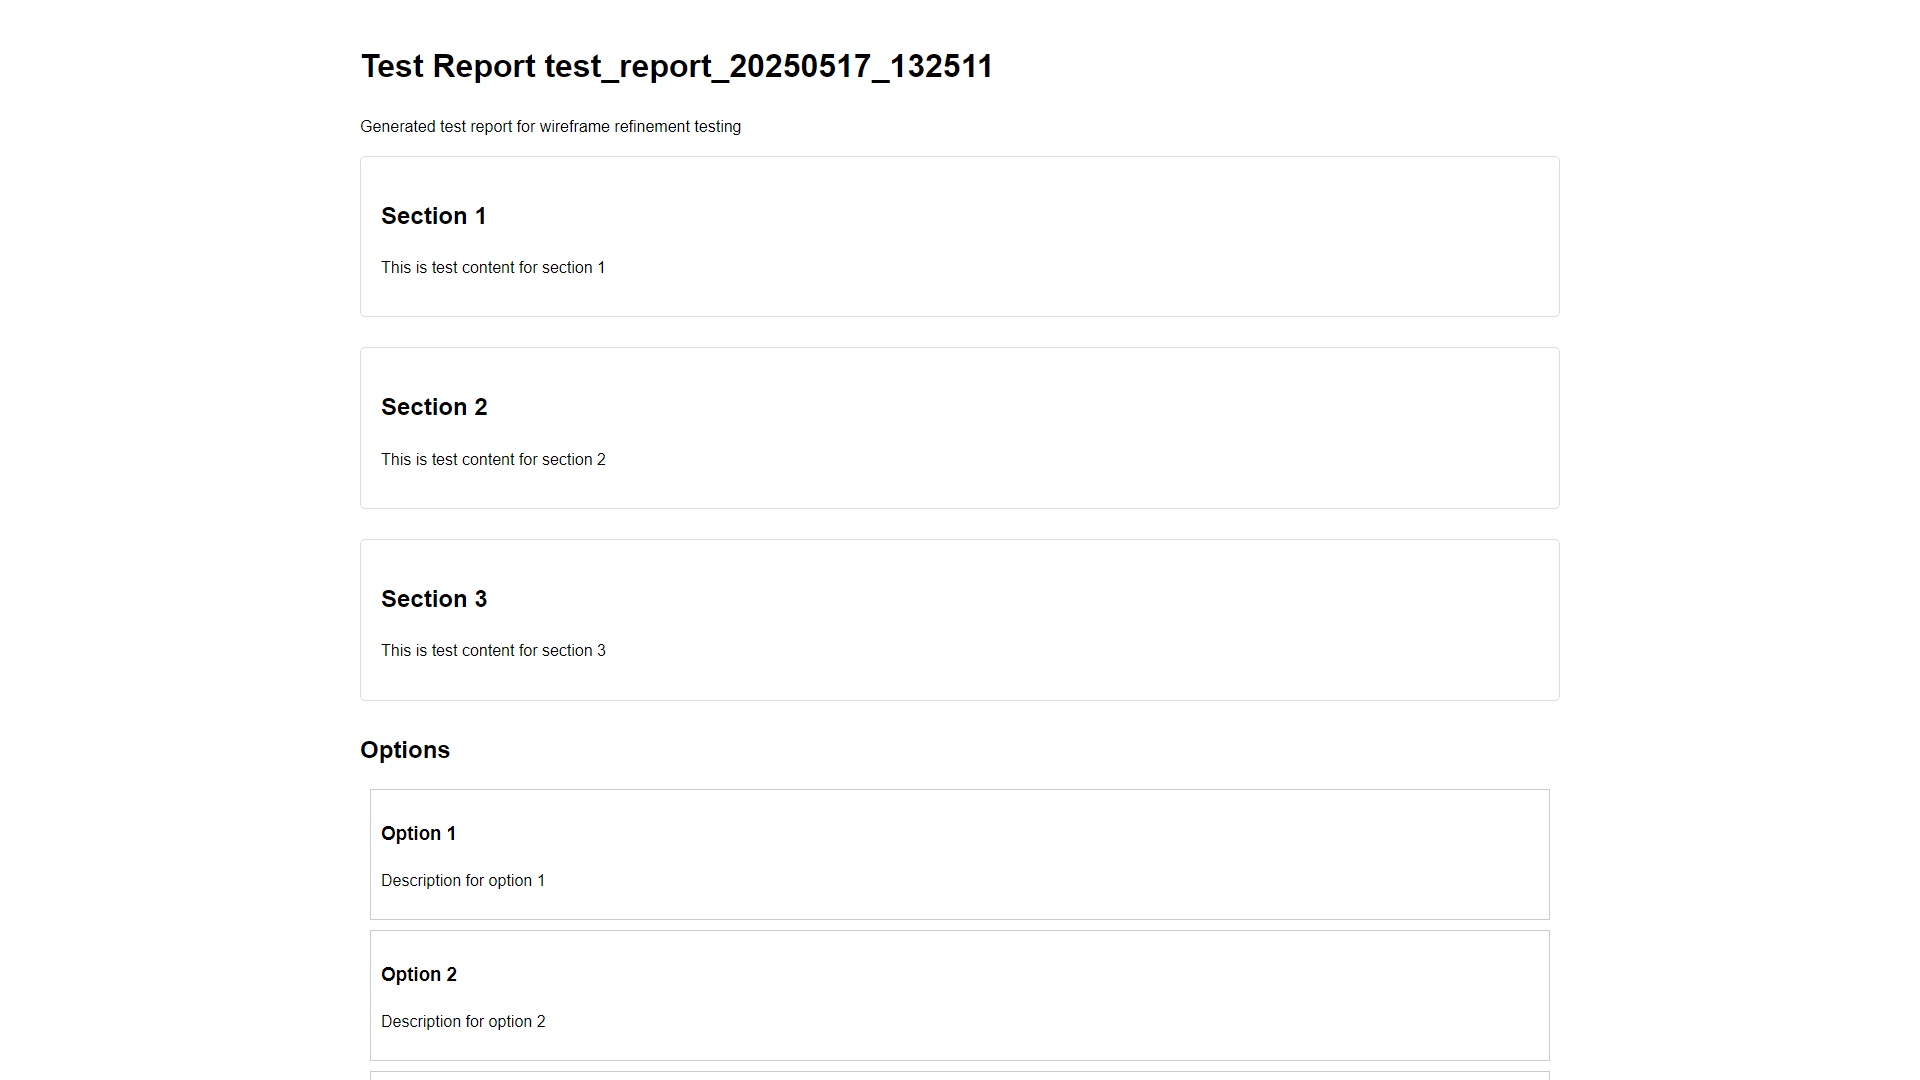 Test Report test_report_20250517_132511
Generated test report for wireframe refinement testing
Section 1
This is test content for section 1
Section 2
This is test content for section 2
Section 3
This is test content for section 3
Options
Option 1
Description for option 1
Option 2
Description for option 2